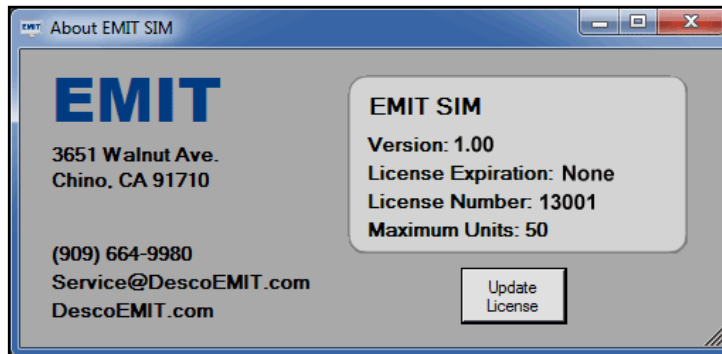 EMIT About EMIT SIM
EMIT
3651 Walnut Ave.
Chino, CA 91710
(909) 664-9980
Service@DescoEMIT.com
DescoEMIT.com
EMIT SIM
Version: 1.00
License Expiration: None
License Number: 13001
Maximum Units: 50
Update
License